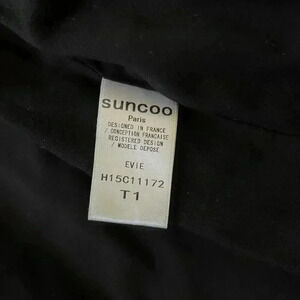 suncoo
Paris
DESIGNED IN FRANCE
/ CONCEPTION FRANCAISE
REGISTERED DESIGN
/ MODELE DEPOSE
EVIE
H15C11172
T1